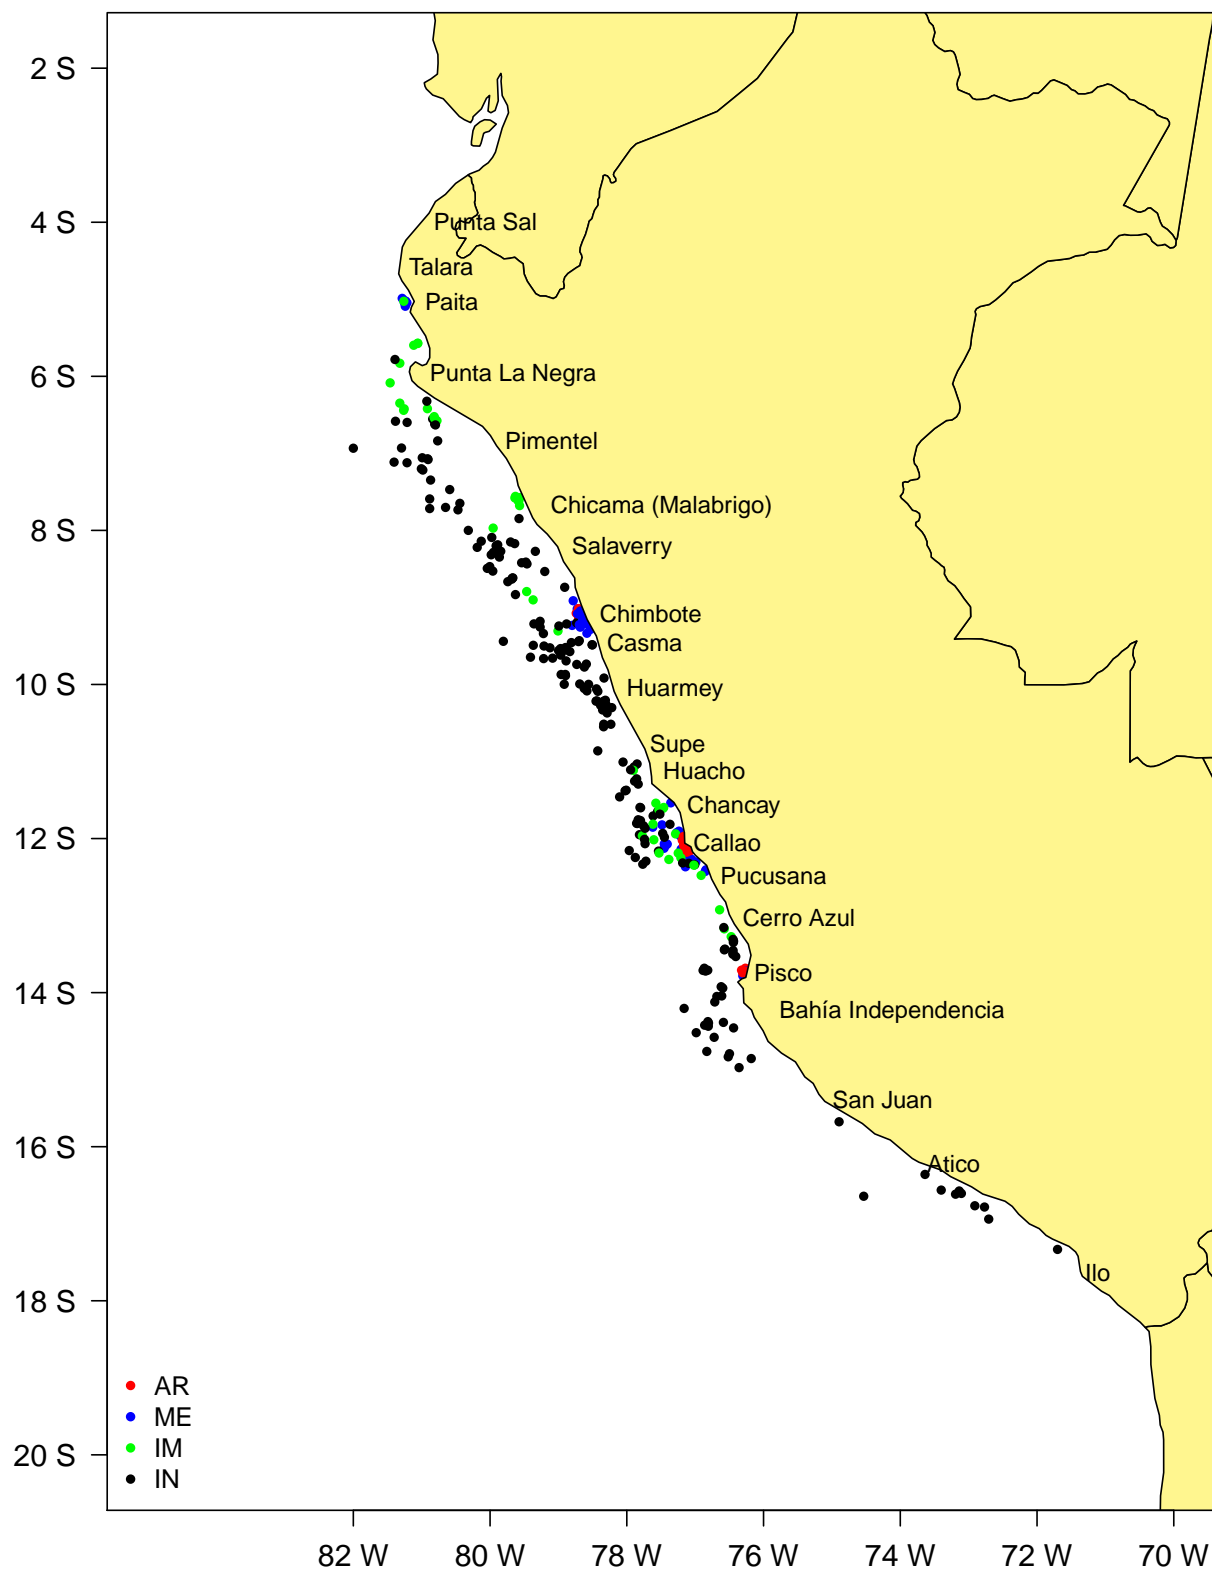 2 S
4 S
6 S
8 S
10 S
12 S
14 S
16 S
18 S
20 S
Punta Sal
Talara
Paita
Punta La Negra
Pimentel
Chicama (Malabrigo)
Salaverry
Chimbote
Casma
Huarmey
Supe
Huacho
Chancay
Callao
Pucusana
Cerro Azul
Pisco
Bahía Independencia
San Juan
Atico
Ilo
AR
ME
IM
IN
82 W
80 W
78 W
76 W
74 W
72 W
70 W